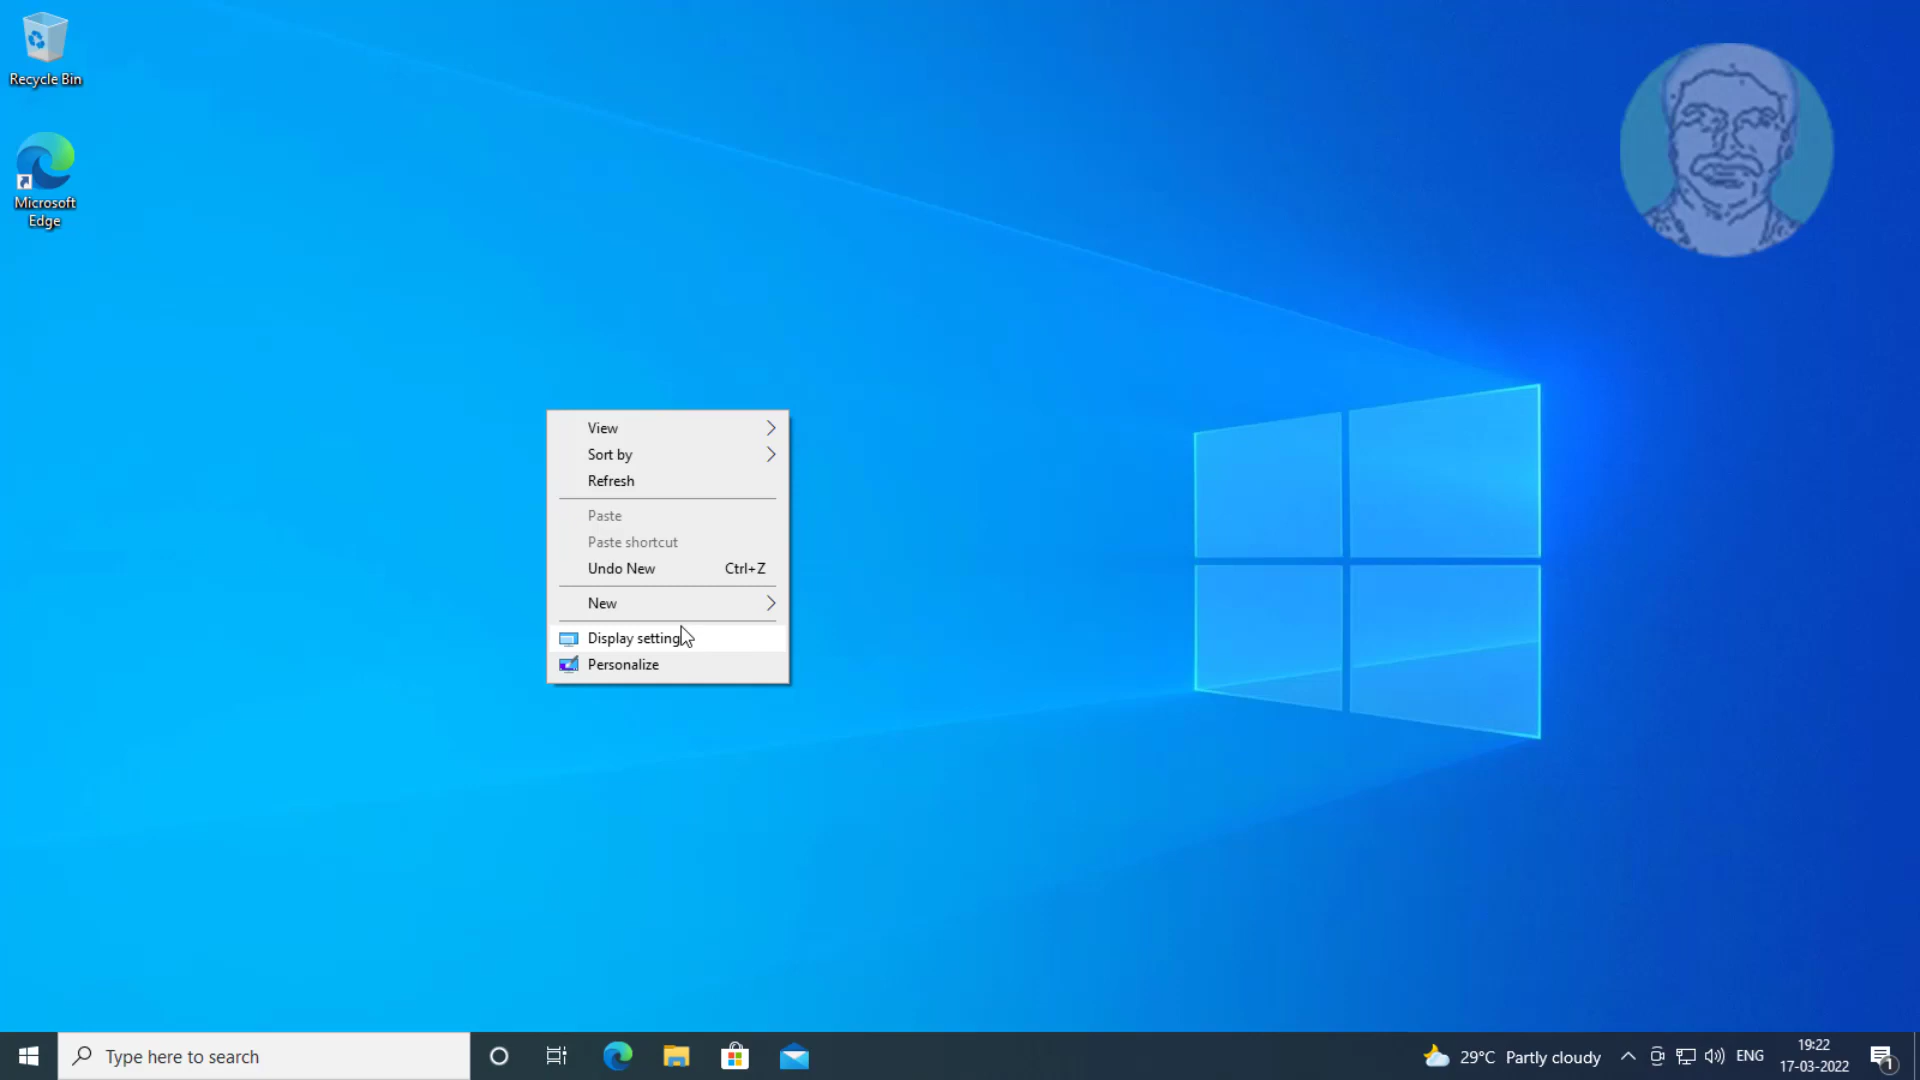 Recycle Bin
Microsoft
Edge
View
Sort by
Refresh
Paste
Paste shortcut
Undo New Ctrl+Z
New
Display setting
Personalize
Type here to search
29°C Partly cloudy
ENG
19:22
17-03-2022
1